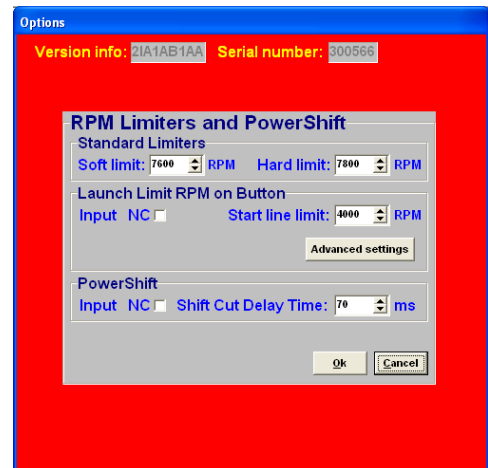 Options
Version info: 2IA1AB1AA Serial number: 300566
RPM Limiters and PowerShift
Standard Limiters
Soft limit: 7600 RPM Hard limit: 7800 RPM
Launch Limit RPM on Button
Input NC Start line limit: 4000 RPM
Advanced settings
PowerShift
Input NC Shift Cut Delay Time: 70 ms
Ok Cancel